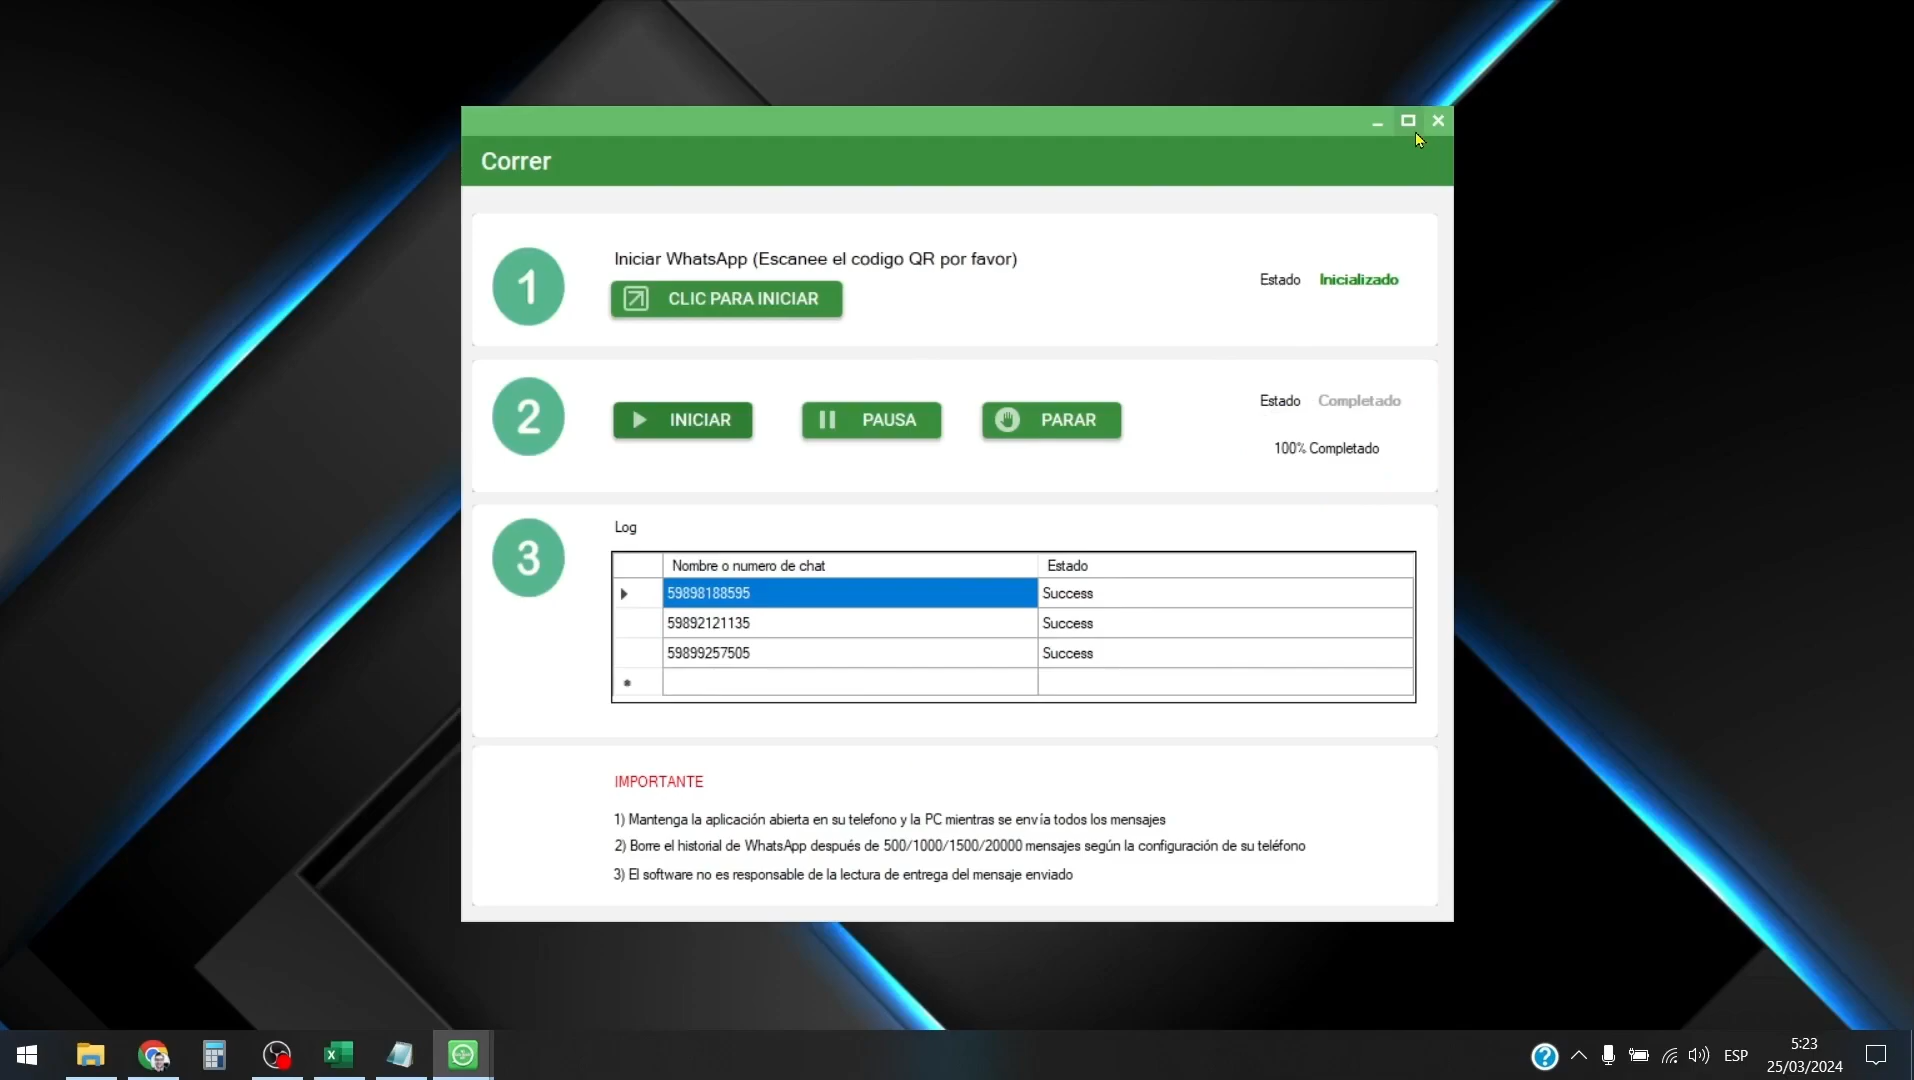 Correr
1
Iniciar WhatsApp (Escanee el codigo QR por favor)
CLIC PARA INICIAR
Estado Inicializado
2
INICIAR
PAUSA
PARAR
Estado Completado
100% Completado
3
Log
Nombre o numero de chat Estado
59898188595 Success
59892121135 Success
59899257505 Success
IMPORTANTE
1) Mantenga la aplicación abierta en su telefono y la PC mientras se envía todos los mensajes
2) Borre el historial de WhatsApp después de 500/1000/1500/20000 mensajes según la configuración de su teléfono
3) El software no es responsable de la lectura de entrega del mensaje enviado
ESP
5:23
25/03/2024